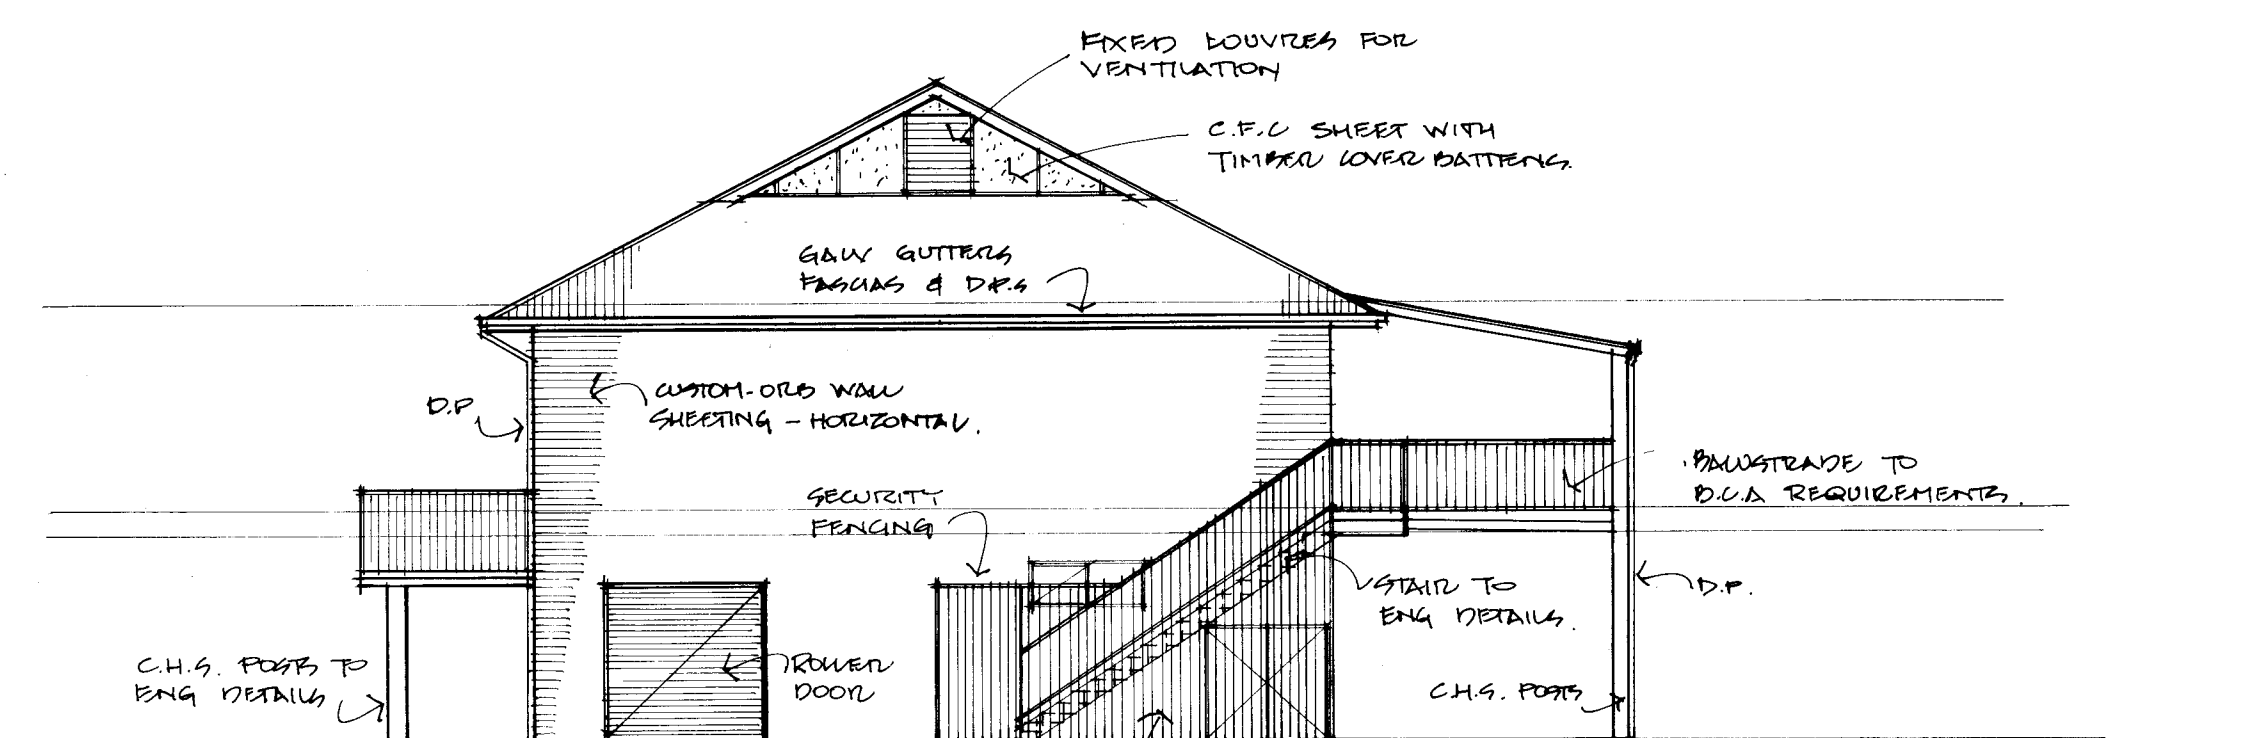 FIXED LOUVRES FOR
VENTILATION
C.F.C SHEET WITH
TIMBER COVER BATTENS.
GALV GUTTERS
FASCIAS & D.P.S
CUSTOM-ORB WALL
SHEETING - HORIZONTAL.
D.P
BALUSTRADE TO
B.C.A REQUIREMENTS.
SECURITY
FENCING
STAIR TO
ENG DETAILS.
D.P.
C.H.S. POSTS TO
ENG DETAILS
ROLLER
DOOR
C.H.S. POSTS